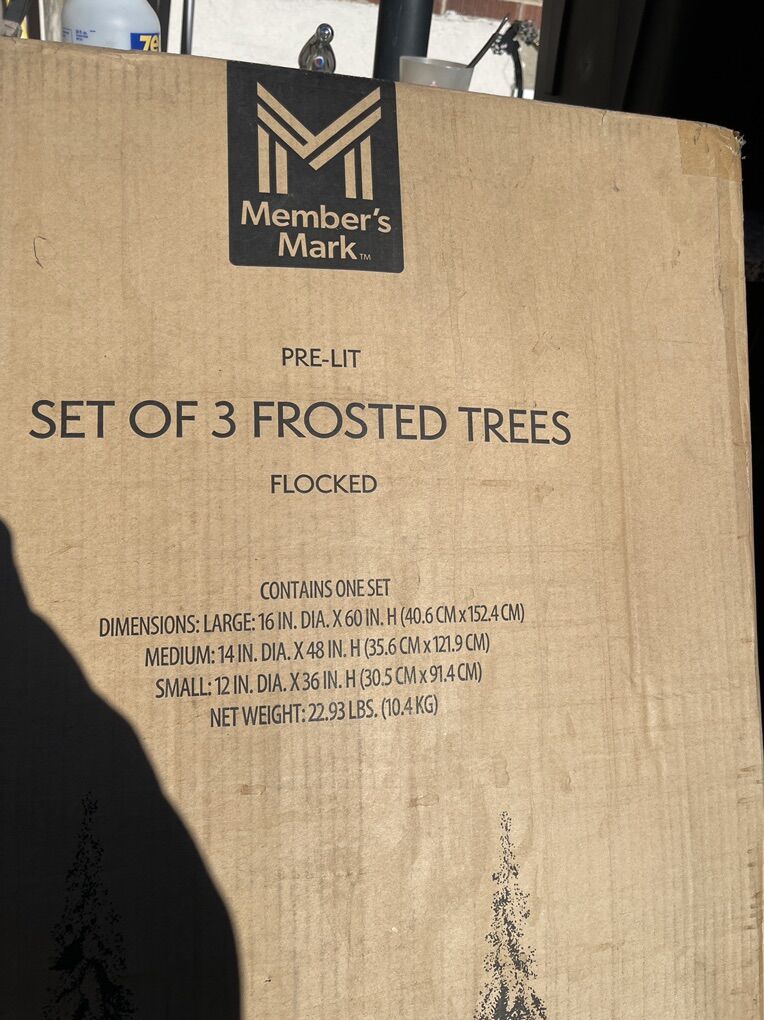 Member's
Mark™
PRE-LIT
SET OF 3 FROSTED TREES
FLOCKED
CONTAINS ONE SET
DIMENSIONS: LARGE: 16 IN. DIA. X 60 IN. H (40.6 CM x 152.4 CM)
MEDIUM: 14 IN. DIA. X 48 IN. H (35.6 CM x 121.9 CM)
SMALL: 12 IN. DIA. X 36 IN. H (30.5 CM x 91.4 CM)
NET WEIGHT: 22.93 LBS. (10.4 KG)